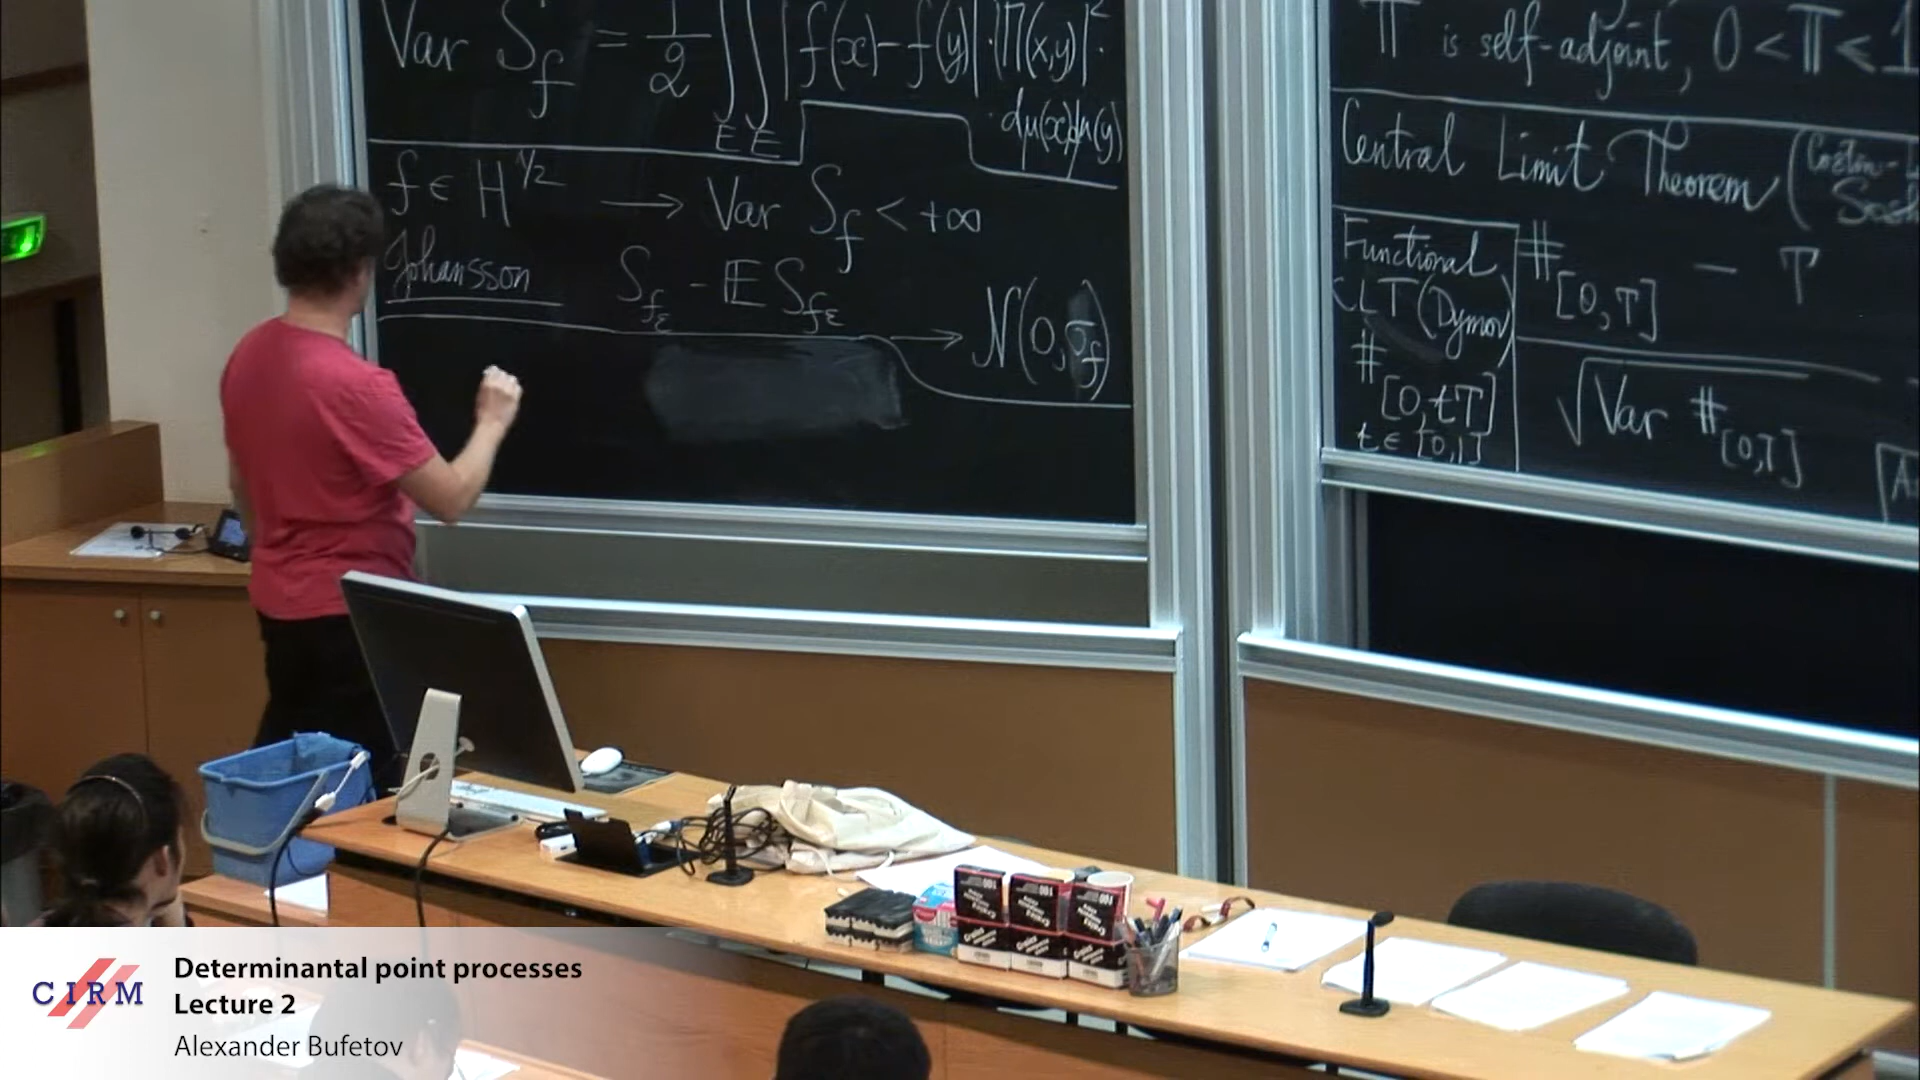 Var S_f = 1/2 ∫_E ∫_E |f(x)-f(y)|·|Π(x,y)|²·
·dμ(x)dμ(y)
f ∈ H^{1/2} → Var S_f < +∞
Johansson S_{f_ε} - 𝔼 S_{f_ε}
→ N(0,σ_f)
Π is self-adjoint, 0 < Π ≤ 1
Central Limit Theorem (
Functional
CLT (Dymov)
#
[0,tT]
t ∈ [0,1]
#_{[0,T]} - T
√Var #_{[0,T]}
CIRM
Determinantal point processes
Lecture 2
Alexander Bufetov